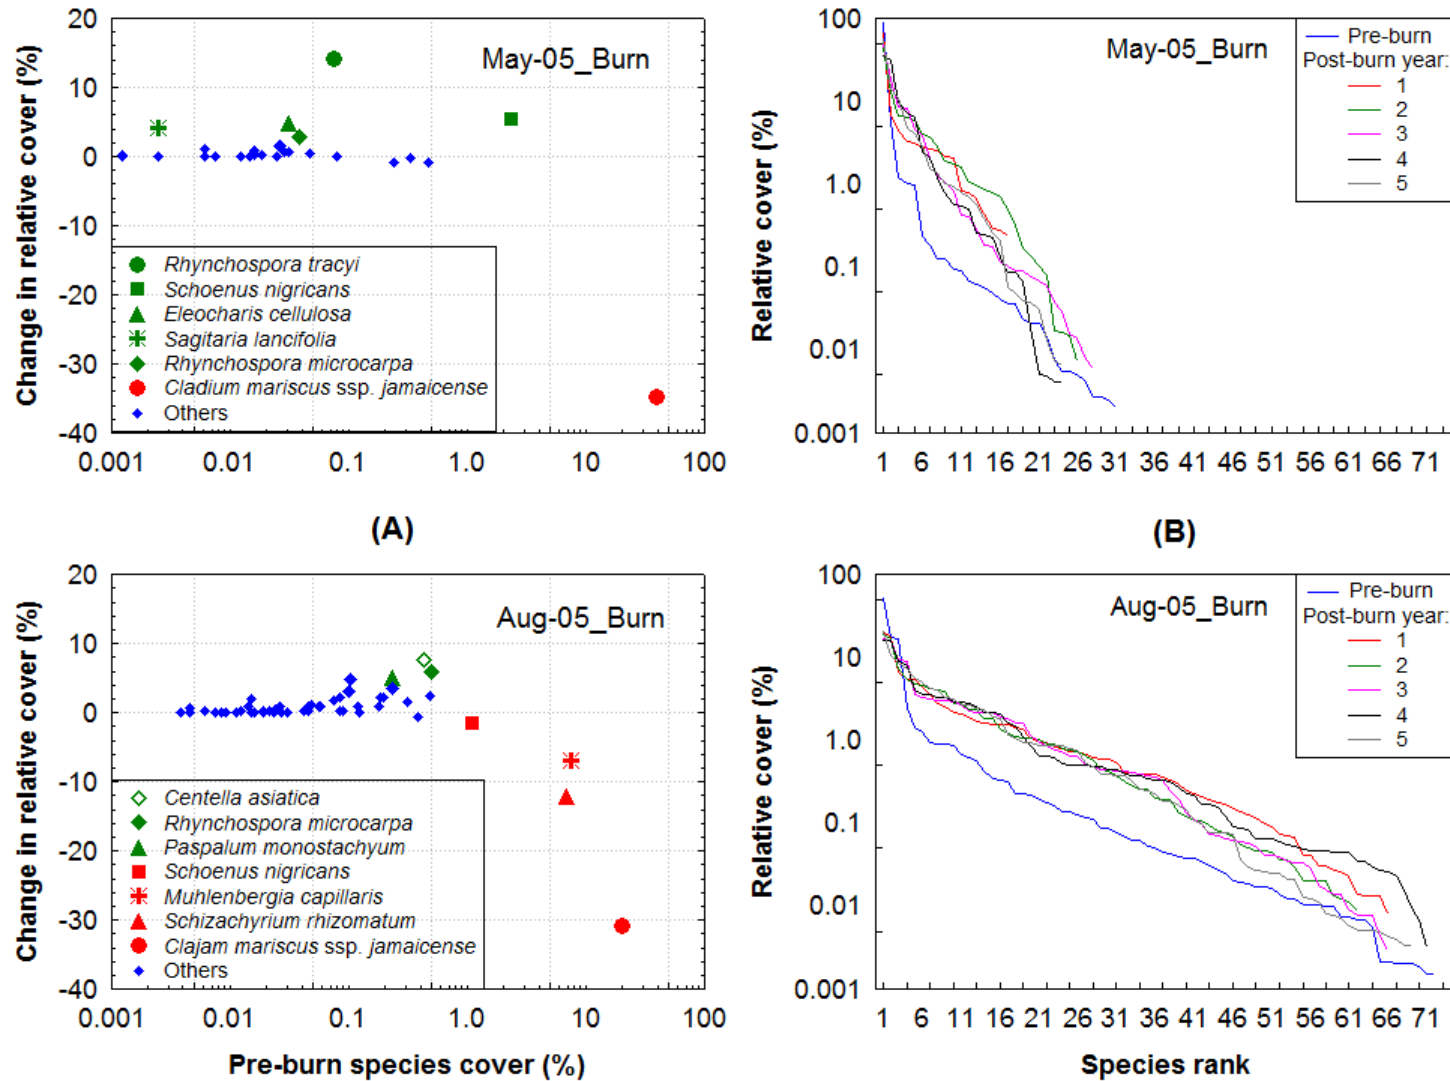 May-05_Burn
Change in relative cover (%)
20
10
0
-10
-20
-30
-40
Rhynchospora tracyi
Schoenus nigricans
Eleocharis cellulosa
Sagitaria lancifolia
Rhynchospora microcarpa
Cladium mariscus ssp. jamaicense
Others
0.001 0.01 0.1 1.0 10 100
(A)
May-05_Burn
Relative cover (%)
100
10
1.0
0.1
0.01
0.001
Pre-burn
Post-burn year:
1
2
3
4
5
1 6 11 16 21 26 31 36 41 46 51 56 61 66 71
(B)
Aug-05_Burn
Change in relative cover (%)
20
10
0
-10
-20
-30
-40
Centella asiatica
Rhynchospora microcarpa
Paspalum monostachyum
Schoenus nigricans
Muhlenbergia capillaris
Schizachyrium rhizomatum
Clajam mariscus ssp. jamaicense
Others
0.001 0.01 0.1 1.0 10 100
Pre-burn species cover (%)
Aug-05_Burn
Relative cover (%)
100
10
1.0
0.1
0.01
0.001
Pre-burn
Post-burn year:
1
2
3
4
5
1 6 11 16 21 26 31 36 41 46 51 56 61 66 71
Species rank